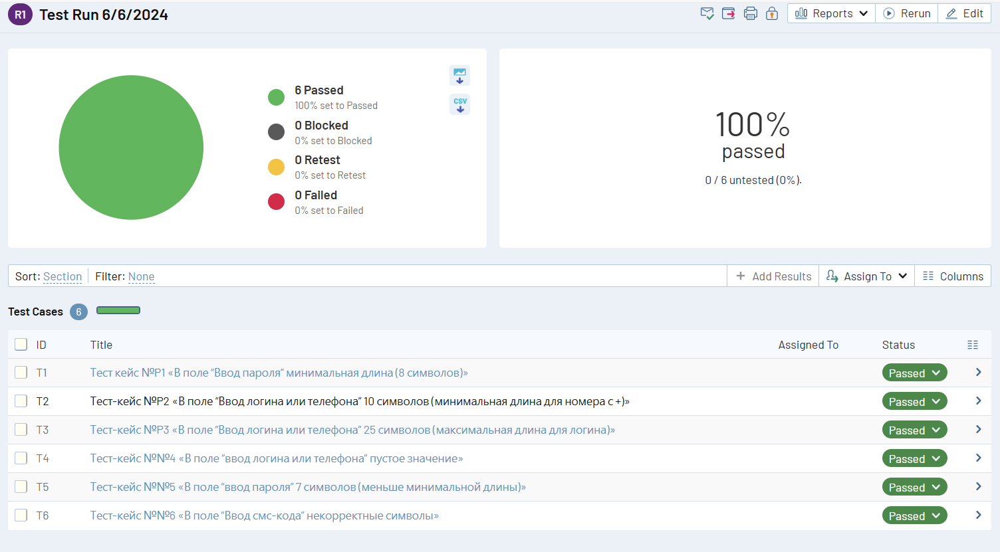 R1 Test Run 6/6/2024
Reports Rerun Edit
6 Passed
100% set to Passed
0 Blocked
0% set to Blocked
0 Retest
0% set to Retest
0 Failed
0% set to Failed
CSV
100%
passed
0 / 6 untested (0%).
Sort: Section Filter: None + Add Results Assign To Columns
Test Cases 6
ID Title Assigned To Status
T1 Тест кейс №P1 «В поле “Ввод пароля” минимальная длина (8 символов)» Passed
T2 Тест-кейс №P2 «В поле “Ввод логина или телефона” 10 символов (минимальная длина для номера с +)» Passed
T3 Тест-кейс №P3 «В поле “Ввод логина или телефона” 25 символов (максимальная длина для логина)» Passed
T4 Тест-кейс №№4 «В поле “ввод логина или телефона” пустое значение» Passed
T5 Тест-кейс №№5 «В поле “ввод пароля” 7 символов (меньше минимальной длины)» Passed
T6 Тест-кейс №№6 «В поле “Ввод смс-кода” некорректные символы» Passed